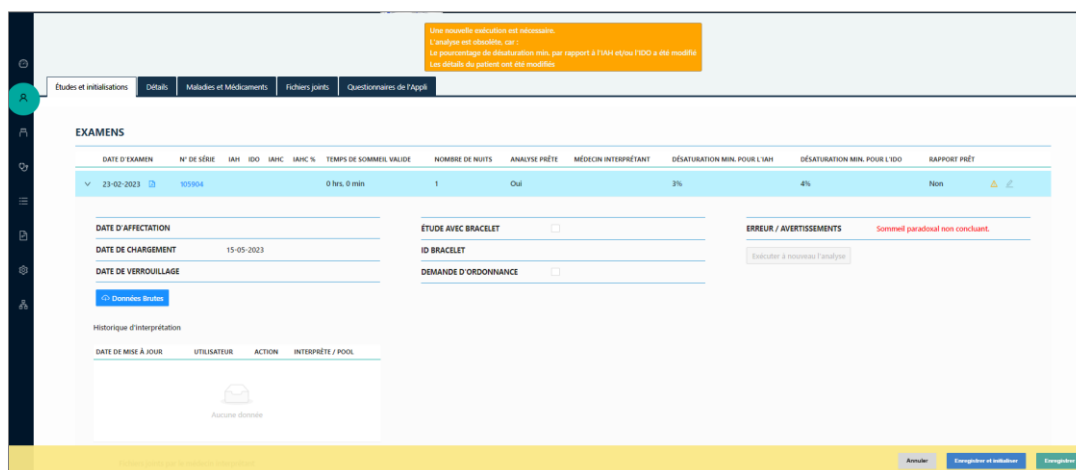 Une nouvelle exécution est nécessaire.
L'analyse est obsolète, car :
Le pourcentage de désaturation min. par rapport à l'IAH et/ou l'IDO a été modifié
Les détails du patient ont été modifiés
Études et initialisations Détails Maladies et Médicaments Fichiers joints Questionnaires de l'Appli
EXAMENS
DATE D'EXAMEN N° DE SÉRIE IAH IDO IAHC IAHC % TEMPS DE SOMMEIL VALIDE NOMBRE DE NUITS ANALYSE PRÊTE MÉDECIN INTERPRÉTANT DÉSATURATION MIN. POUR L'IAH DÉSATURATION MIN. POUR L'IDO RAPPORT PRÊT
23-02-2023 105904 0 hrs, 0 min 1 Oui 3% 4% Non
DATE D'AFFECTATION ÉTUDE AVEC BRACELET ERREUR / AVERTISSEMENTS Sommeil paradoxal non concluant.
DATE DE CHARGEMENT 15-05-2023 ID BRACELET Exécuter à nouveau l'analyse
DATE DE VERROUILLAGE DEMANDE D'ORDONNANCE
Données Brutes
Historique d'interprétation
DATE DE MISE À JOUR UTILISATEUR ACTION INTERPRÈTE / POOL
Aucune donnée
Annuler Enregistrer et initialiser Enregistrer